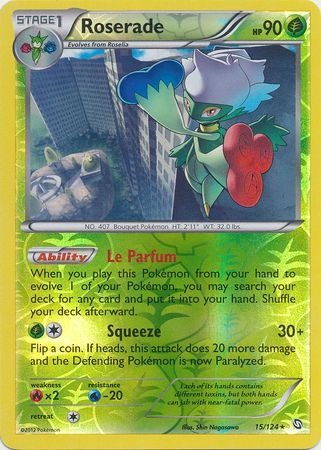 STAGE1
Roserade
HP 90
Evolves from Roselia
NO. 407 Bouquet Pokémon HT: 2'11" WT: 32.0 lbs.
Ability
Le Parfum
When you play this Pokémon from your hand to
evolve 1 of your Pokémon, you may search your
deck for any card and put it into your hand. Shuffle
your deck afterward.
Squeeze 30+
Flip a coin. If heads, this attack does 20 more damage
and the Defending Pokémon is now Paralyzed.
weakness
×2
resistance
-20
Each of its hands contains
different toxins, but both hands
can jab with near-fatal power.
retreat
©2012 Pokémon
Illus. Shin Nagasawa
15/124★